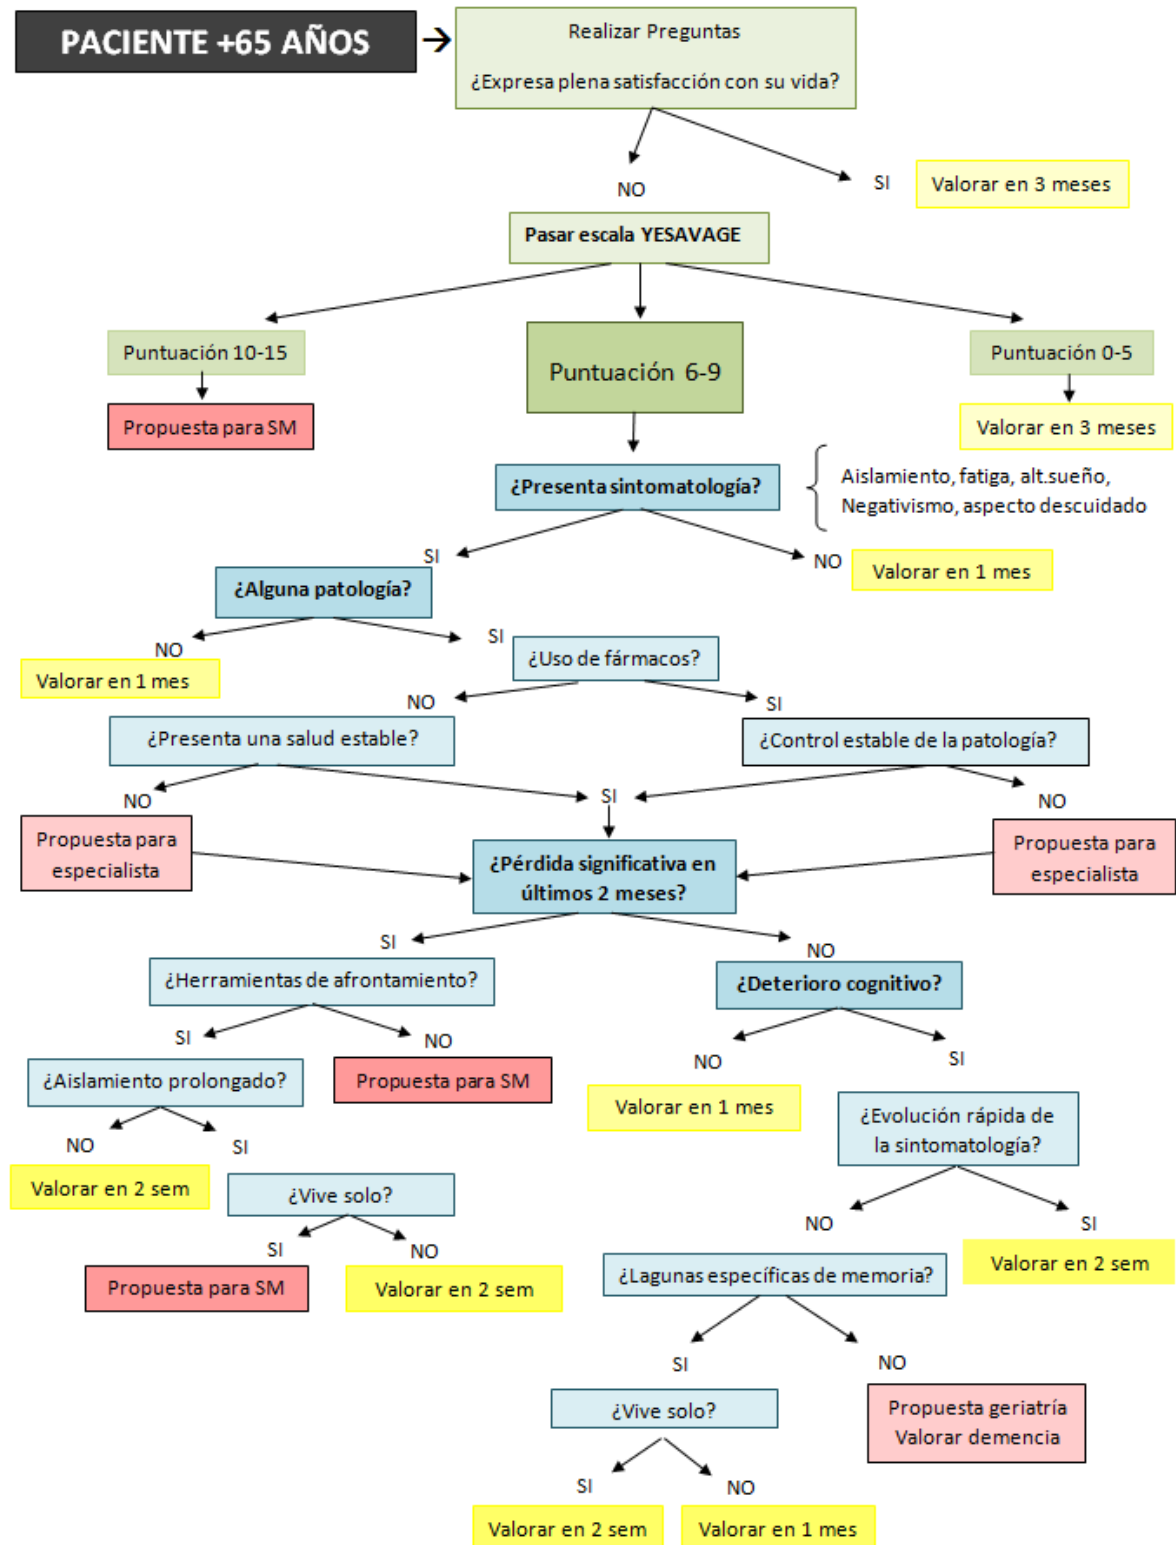 PACIENTE +65 AÑOS
Realizar Preguntas
¿Expresa plena satisfacción con su vida?
NO
SI
Valorar en 3 meses
Pasar escala YESAVAGE
Puntuación 10-15
Puntuación 6-9
Puntuación 0-5
Propuesta para SM
Valorar en 3 meses
¿Presenta sintomatología?
Aislamiento, fatiga, alt.sueño,
Negativismo, aspecto descuidado
SI
NO
Valorar en 1 mes
¿Alguna patología?
NO
SI
Valorar en 1 mes
¿Uso de fármacos?
NO
SI
¿Presenta una salud estable?
¿Control estable de la patología?
NO
SI
NO
Propuesta para
especialista
¿Pérdida significativa en
últimos 2 meses?
Propuesta para
especialista
SI
NO
¿Herramientas de afrontamiento?
¿Deterioro cognitivo?
SI
NO
NO
SI
¿Aislamiento prolongado?
Propuesta para SM
Valorar en 1 mes
¿Evolución rápida de
la sintomatología?
NO
SI
Valorar en 2 sem
¿Vive solo?
NO
SI
SI
NO
Propuesta para SM
Valorar en 2 sem
¿Lagunas específicas de memoria?
Valorar en 2 sem
SI
NO
¿Vive solo?
Propuesta geriatría
Valorar demencia
SI
NO
Valorar en 2 sem
Valorar en 1 mes